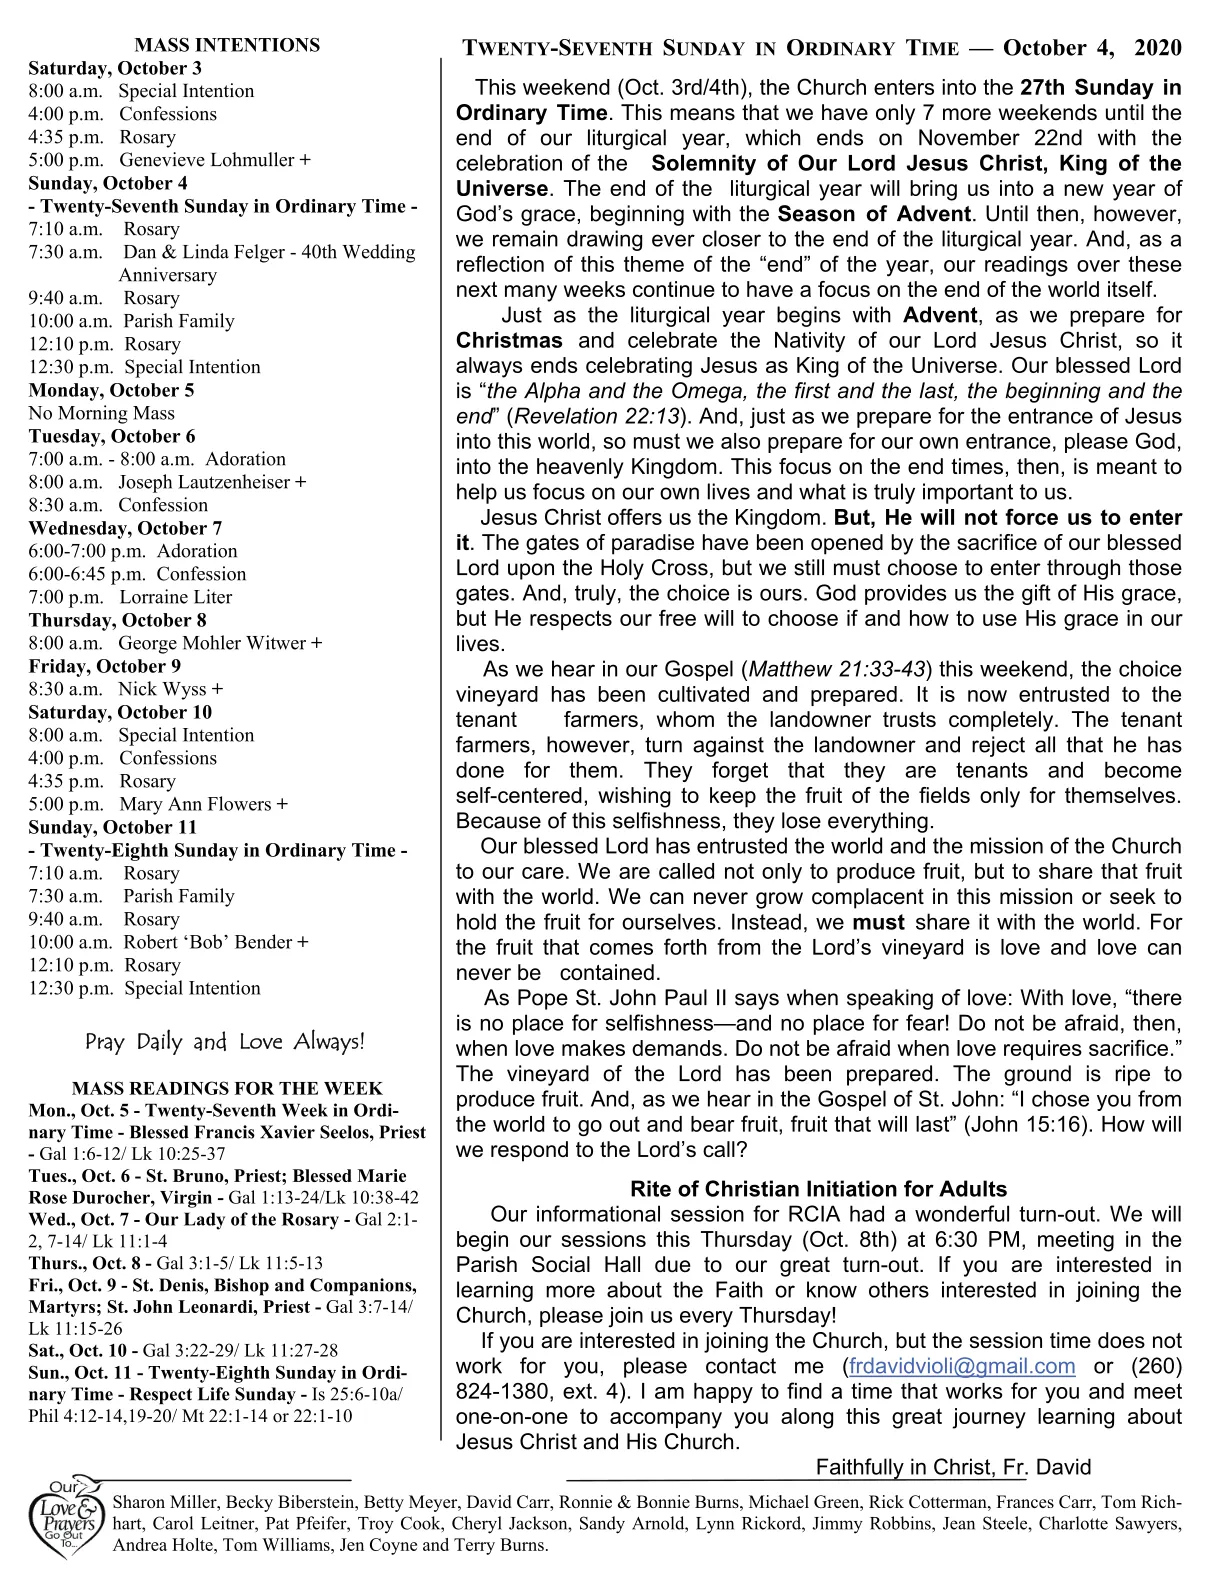 MASS INTENTIONS
Saturday, October 3
8:00 a.m. Special Intention
4:00 p.m. Confessions
4:35 p.m. Rosary
5:00 p.m. Genevieve Lohmuller +
Sunday, October 4
- Twenty-Seventh Sunday in Ordinary Time -
7:10 a.m. Rosary
7:30 a.m. Dan & Linda Felger - 40th Wedding
Anniversary
9:40 a.m. Rosary
10:00 a.m. Parish Family
12:10 p.m. Rosary
12:30 p.m. Special Intention
Monday, October 5
No Morning Mass
Tuesday, October 6
7:00 a.m. - 8:00 a.m. Adoration
8:00 a.m. Joseph Lautzenheiser +
8:30 a.m. Confession
Wednesday, October 7
6:00-7:00 p.m. Adoration
6:00-6:45 p.m. Confession
7:00 p.m. Lorraine Liter
Thursday, October 8
8:00 a.m. George Mohler Witwer +
Friday, October 9
8:30 a.m. Nick Wyss +
Saturday, October 10
8:00 a.m. Special Intention
4:00 p.m. Confessions
4:35 p.m. Rosary
5:00 p.m. Mary Ann Flowers +
Sunday, October 11
- Twenty-Eighth Sunday in Ordinary Time -
7:10 a.m. Rosary
7:30 a.m. Parish Family
9:40 a.m. Rosary
10:00 a.m. Robert ‘Bob’ Bender +
12:10 p.m. Rosary
12:30 p.m. Special Intention
Pray Daily and Love Always!
MASS READINGS FOR THE WEEK
Mon., Oct. 5 - Twenty-Seventh Week in Ordi-
nary Time - Blessed Francis Xavier Seelos, Priest
- Gal 1:6-12/ Lk 10:25-37
Tues., Oct. 6 - St. Bruno, Priest; Blessed Marie
Rose Durocher, Virgin - Gal 1:13-24/Lk 10:38-42
Wed., Oct. 7 - Our Lady of the Rosary - Gal 2:1-
2, 7-14/ Lk 11:1-4
Thurs., Oct. 8 - Gal 3:1-5/ Lk 11:5-13
Fri., Oct. 9 - St. Denis, Bishop and Companions,
Martyrs; St. John Leonardi, Priest - Gal 3:7-14/
Lk 11:15-26
Sat., Oct. 10 - Gal 3:22-29/ Lk 11:27-28
Sun., Oct. 11 - Twenty-Eighth Sunday in Ordi-
nary Time - Respect Life Sunday - Is 25:6-10a/
Phil 4:12-14,19-20/ Mt 22:1-14 or 22:1-10
TWENTY-SEVENTH SUNDAY IN ORDINARY TIME — October 4, 2020
This weekend (Oct. 3rd/4th), the Church enters into the 27th Sunday in
Ordinary Time. This means that we have only 7 more weekends until the
end of our liturgical year, which ends on November 22nd with the
celebration of the Solemnity of Our Lord Jesus Christ, King of the
Universe. The end of the liturgical year will bring us into a new year of
God’s grace, beginning with the Season of Advent. Until then, however,
we remain drawing ever closer to the end of the liturgical year. And, as a
reflection of this theme of the “end” of the year, our readings over these
next many weeks continue to have a focus on the end of the world itself.
Just as the liturgical year begins with Advent, as we prepare for
Christmas and celebrate the Nativity of our Lord Jesus Christ, so it
always ends celebrating Jesus as King of the Universe. Our blessed Lord
is “the Alpha and the Omega, the first and the last, the beginning and the
end” (Revelation 22:13). And, just as we prepare for the entrance of Jesus
into this world, so must we also prepare for our own entrance, please God,
into the heavenly Kingdom. This focus on the end times, then, is meant to
help us focus on our own lives and what is truly important to us.
Jesus Christ offers us the Kingdom. But, He will not force us to enter
it. The gates of paradise have been opened by the sacrifice of our blessed
Lord upon the Holy Cross, but we still must choose to enter through those
gates. And, truly, the choice is ours. God provides us the gift of His grace,
but He respects our free will to choose if and how to use His grace in our
lives.
As we hear in our Gospel (Matthew 21:33-43) this weekend, the choice
vineyard has been cultivated and prepared. It is now entrusted to the
tenant farmers, whom the landowner trusts completely. The tenant
farmers, however, turn against the landowner and reject all that he has
done for them. They forget that they are tenants and become
self-centered, wishing to keep the fruit of the fields only for themselves.
Because of this selfishness, they lose everything.
Our blessed Lord has entrusted the world and the mission of the Church
to our care. We are called not only to produce fruit, but to share that fruit
with the world. We can never grow complacent in this mission or seek to
hold the fruit for ourselves. Instead, we must share it with the world. For
the fruit that comes forth from the Lord’s vineyard is love and love can
never be contained.
As Pope St. John Paul II says when speaking of love: With love, “there
is no place for selfishness—and no place for fear! Do not be afraid, then,
when love makes demands. Do not be afraid when love requires sacrifice.”
The vineyard of the Lord has been prepared. The ground is ripe to
produce fruit. And, as we hear in the Gospel of St. John: “I chose you from
the world to go out and bear fruit, fruit that will last” (John 15:16). How will
we respond to the Lord’s call?
Rite of Christian Initiation for Adults
Our informational session for RCIA had a wonderful turn-out. We will
begin our sessions this Thursday (Oct. 8th) at 6:30 PM, meeting in the
Parish Social Hall due to our great turn-out. If you are interested in
learning more about the Faith or know others interested in joining the
Church, please join us every Thursday!
If you are interested in joining the Church, but the session time does not
work for you, please contact me (frdavidvioli@gmail.com or (260)
824-1380, ext. 4). I am happy to find a time that works for you and meet
one-on-one to accompany you along this great journey learning about
Jesus Christ and His Church.
Faithfully in Christ, Fr. David
Our
Love &
Prayers
Go Out
To...
Sharon Miller, Becky Biberstein, Betty Meyer, David Carr, Ronnie & Bonnie Burns, Michael Green, Rick Cotterman, Frances Carr, Tom Rich-
hart, Carol Leitner, Pat Pfeifer, Troy Cook, Cheryl Jackson, Sandy Arnold, Lynn Rickord, Jimmy Robbins, Jean Steele, Charlotte Sawyers,
Andrea Holte, Tom Williams, Jen Coyne and Terry Burns.